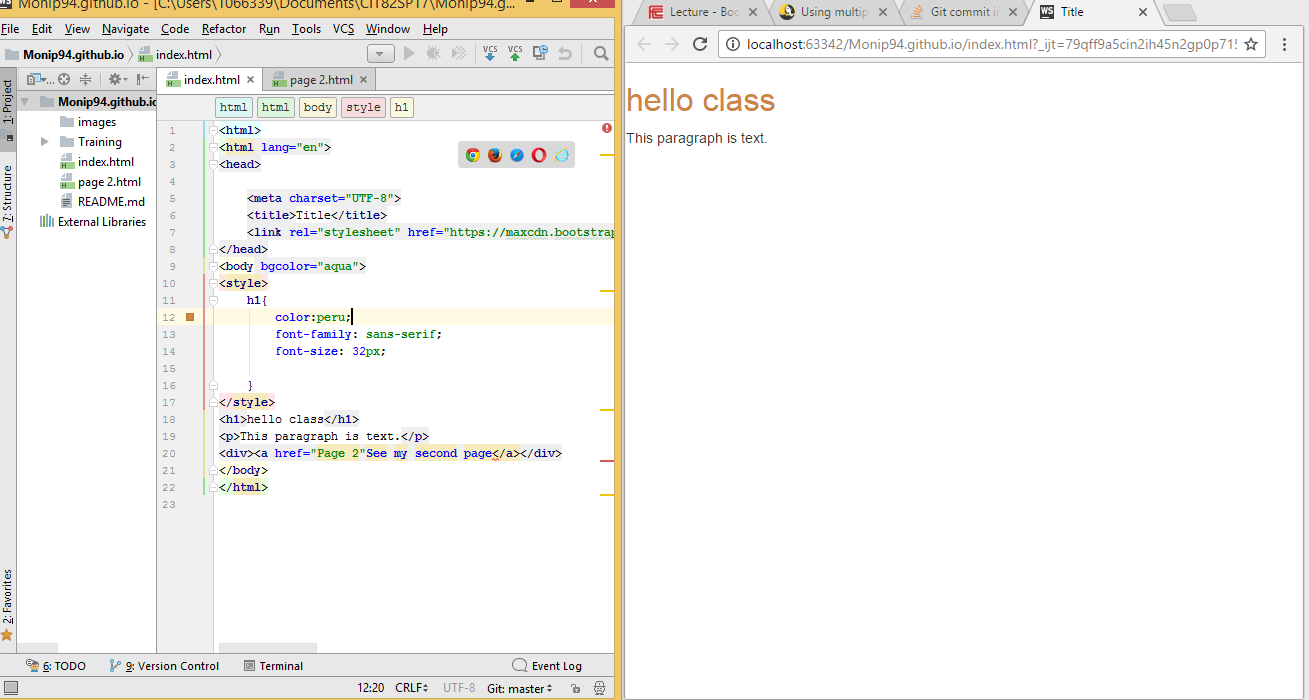 Monip94.github.io - [C:\Users\1066339\Documents\CIT82SP17\Monip94.g...
File Edit View Navigate Code Refactor Run Tools VCS Window Help
Monip94.github.io index.html
VCS VCS
1: Project
7: Structure
2: Favorites
Monip94.github.io
images
Training
index.html
page 2.html
README.md
External Libraries
index.html page 2.html
html html body style h1
1 <html>
2 <html lang="en">
3 <head>
4
5 <meta charset="UTF-8">
6 <title>Title</title>
7 <link rel="stylesheet" href="https://maxcdn.bootstrap
8 </head>
9 <body bgcolor="aqua">
10 <style>
11 h1{
12 color:peru;
13 font-family: sans-serif;
14 font-size: 32px;
15
16 }
17 </style>
18 <h1>hello class</h1>
19 <p>This paragraph is text.</p>
20 <div><a href="Page 2"See my second page</a></div>
21 </body>
22 </html>
23
6: TODO 9: Version Control Terminal Event Log
12:20 CRLF UTF-8 Git: master
Lecture - Boo Using multip Git commit in WS Title
localhost:63342/Monip94.github.io/index.html?_ijt=79qff9a5cin2ih45n2gp0p715
hello class
This paragraph is text.